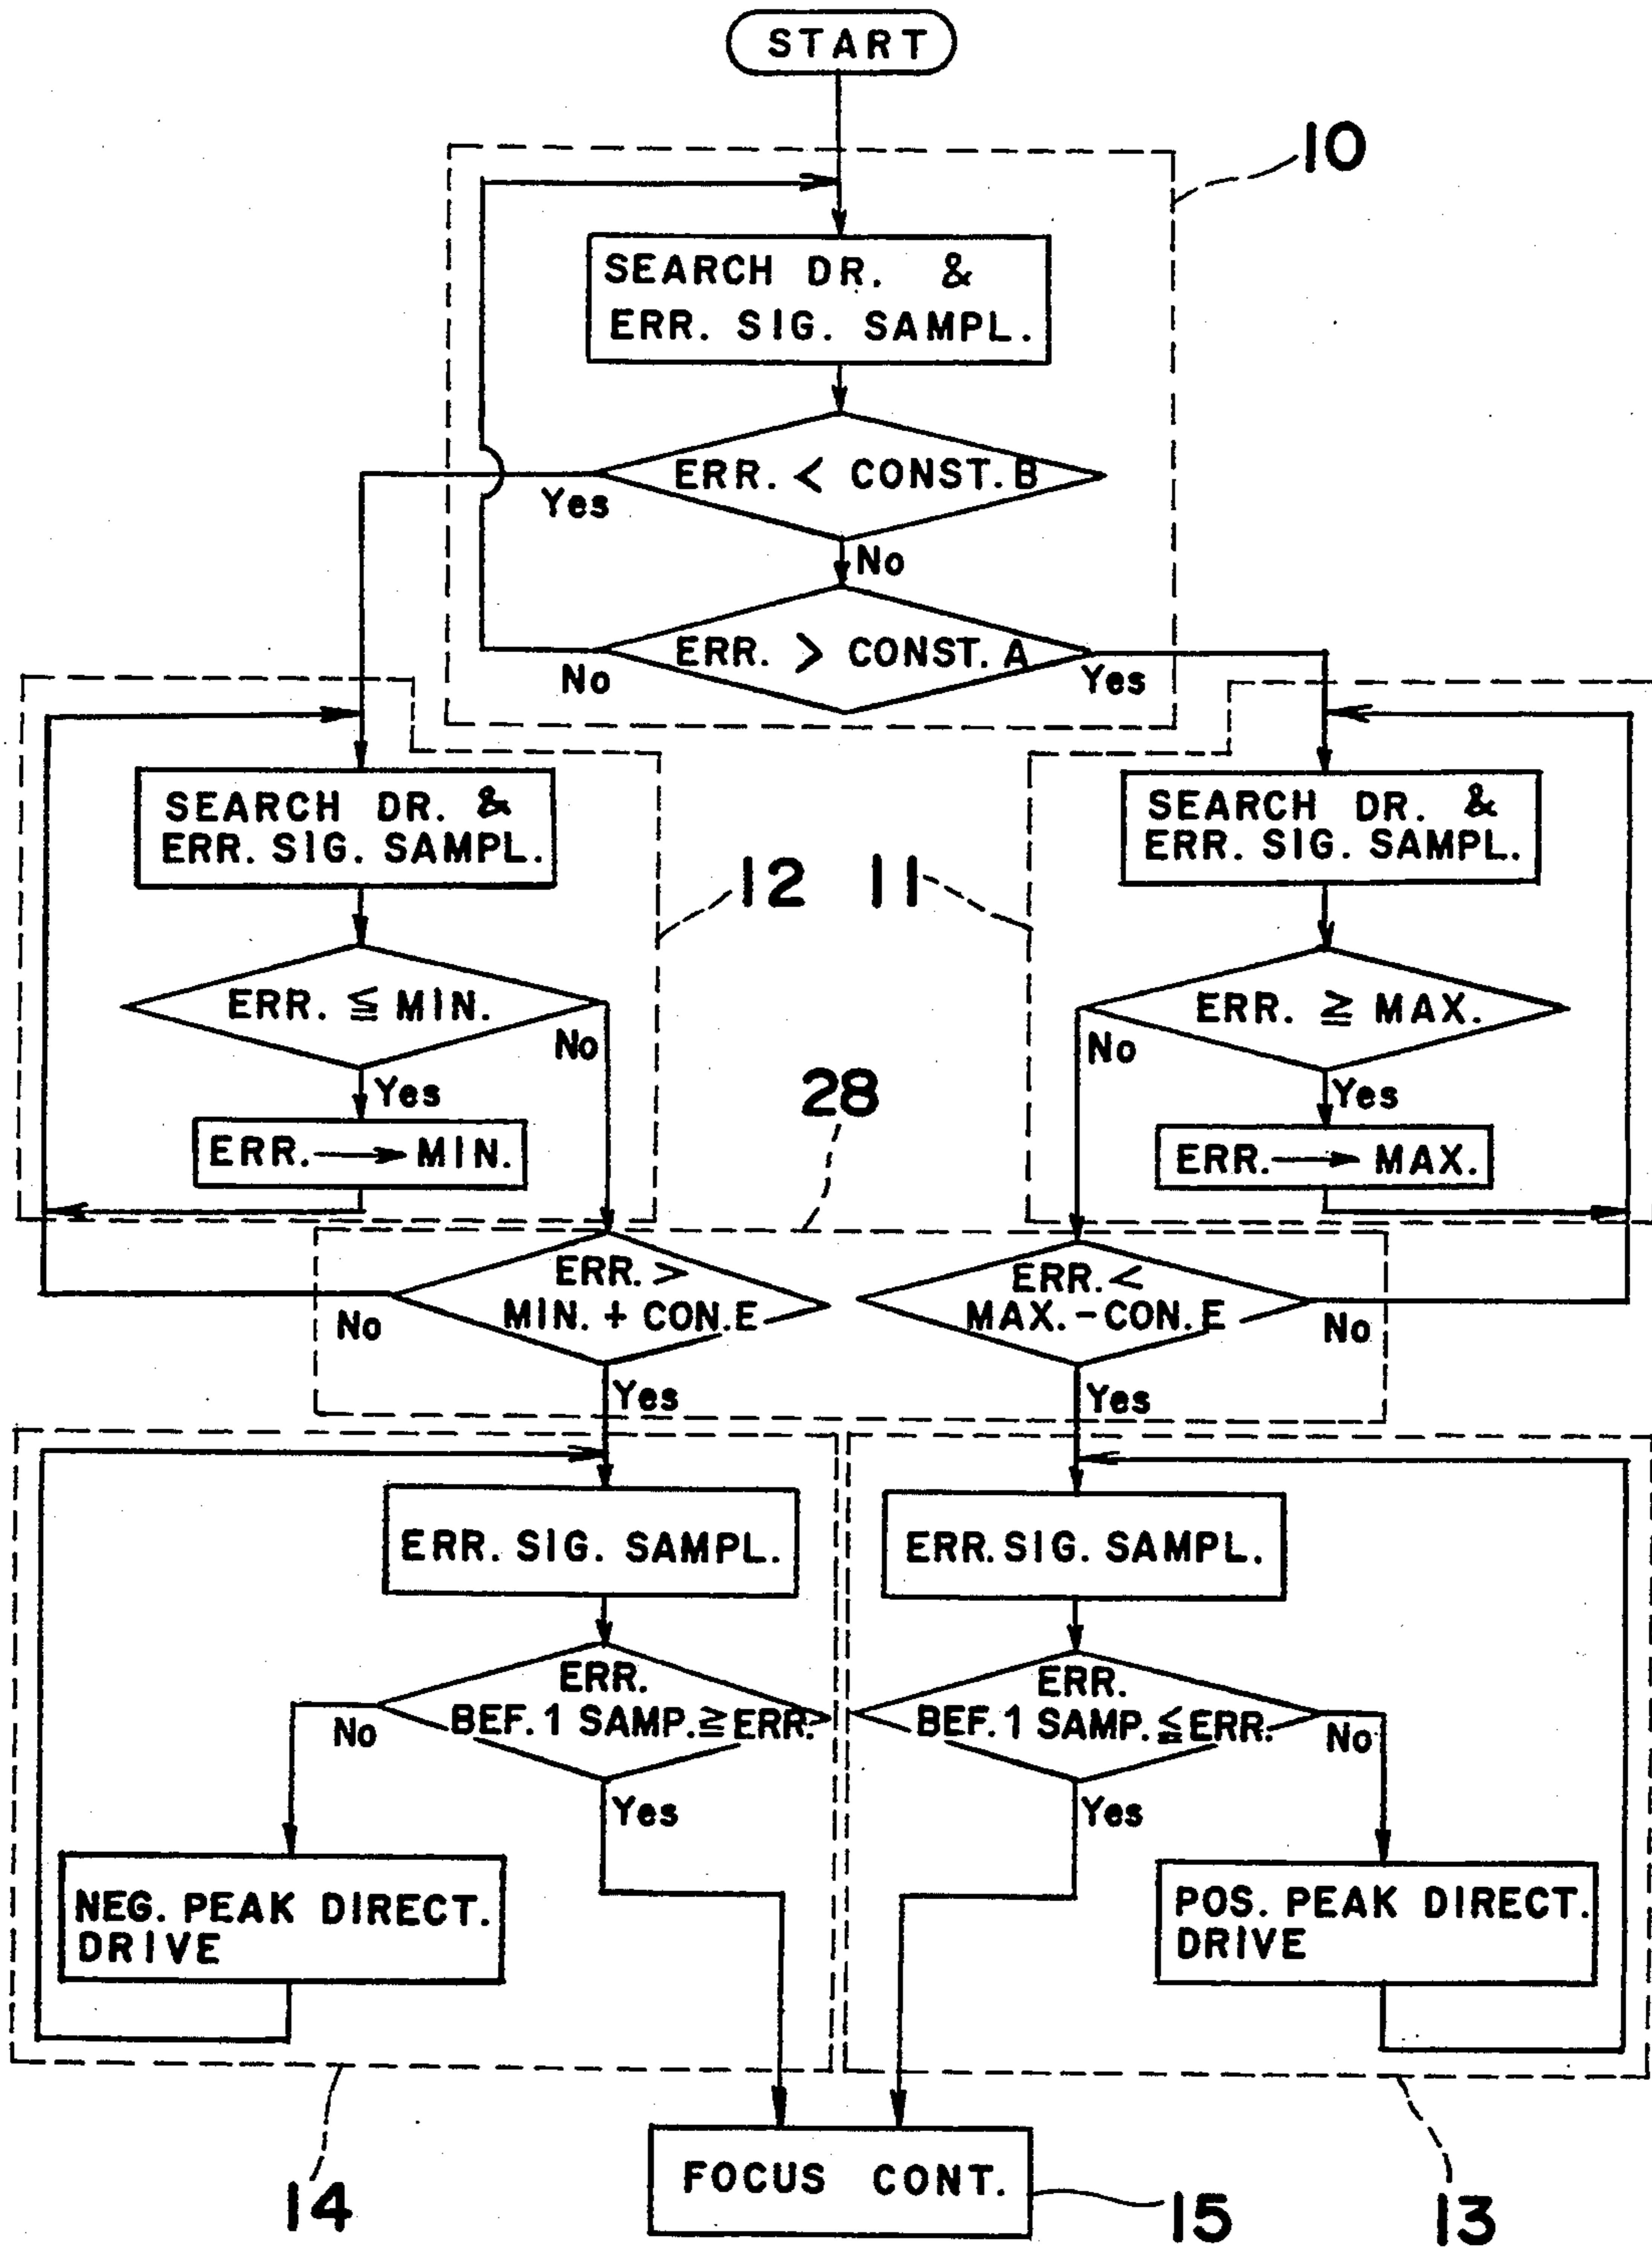 START
10
SEARCH DR. &
ERR. SIG. SAMPL.
ERR. < CONST. B
Yes
No
ERR. > CONST. A
No
Yes
SEARCH DR. &
ERR. SIG. SAMPL.
12
11
SEARCH DR. &
ERR. SIG. SAMPL.
ERR. ≦ MIN.
No
Yes
ERR. → MIN.
28
ERR. ≧ MAX.
No
Yes
ERR. → MAX.
ERR. >
MIN. + CON. E
No
Yes
ERR. <
MAX. - CON. E
No
Yes
ERR. SIG. SAMPL.
ERR. SIG. SAMPL.
ERR.
BEF. 1 SAMP. ≧ ERR.
No
Yes
ERR.
BEF. 1 SAMP. ≦ ERR.
No
Yes
NEG. PEAK DIRECT.
DRIVE
POS. PEAK DIRECT.
DRIVE
FOCUS CONT.
14
15
13